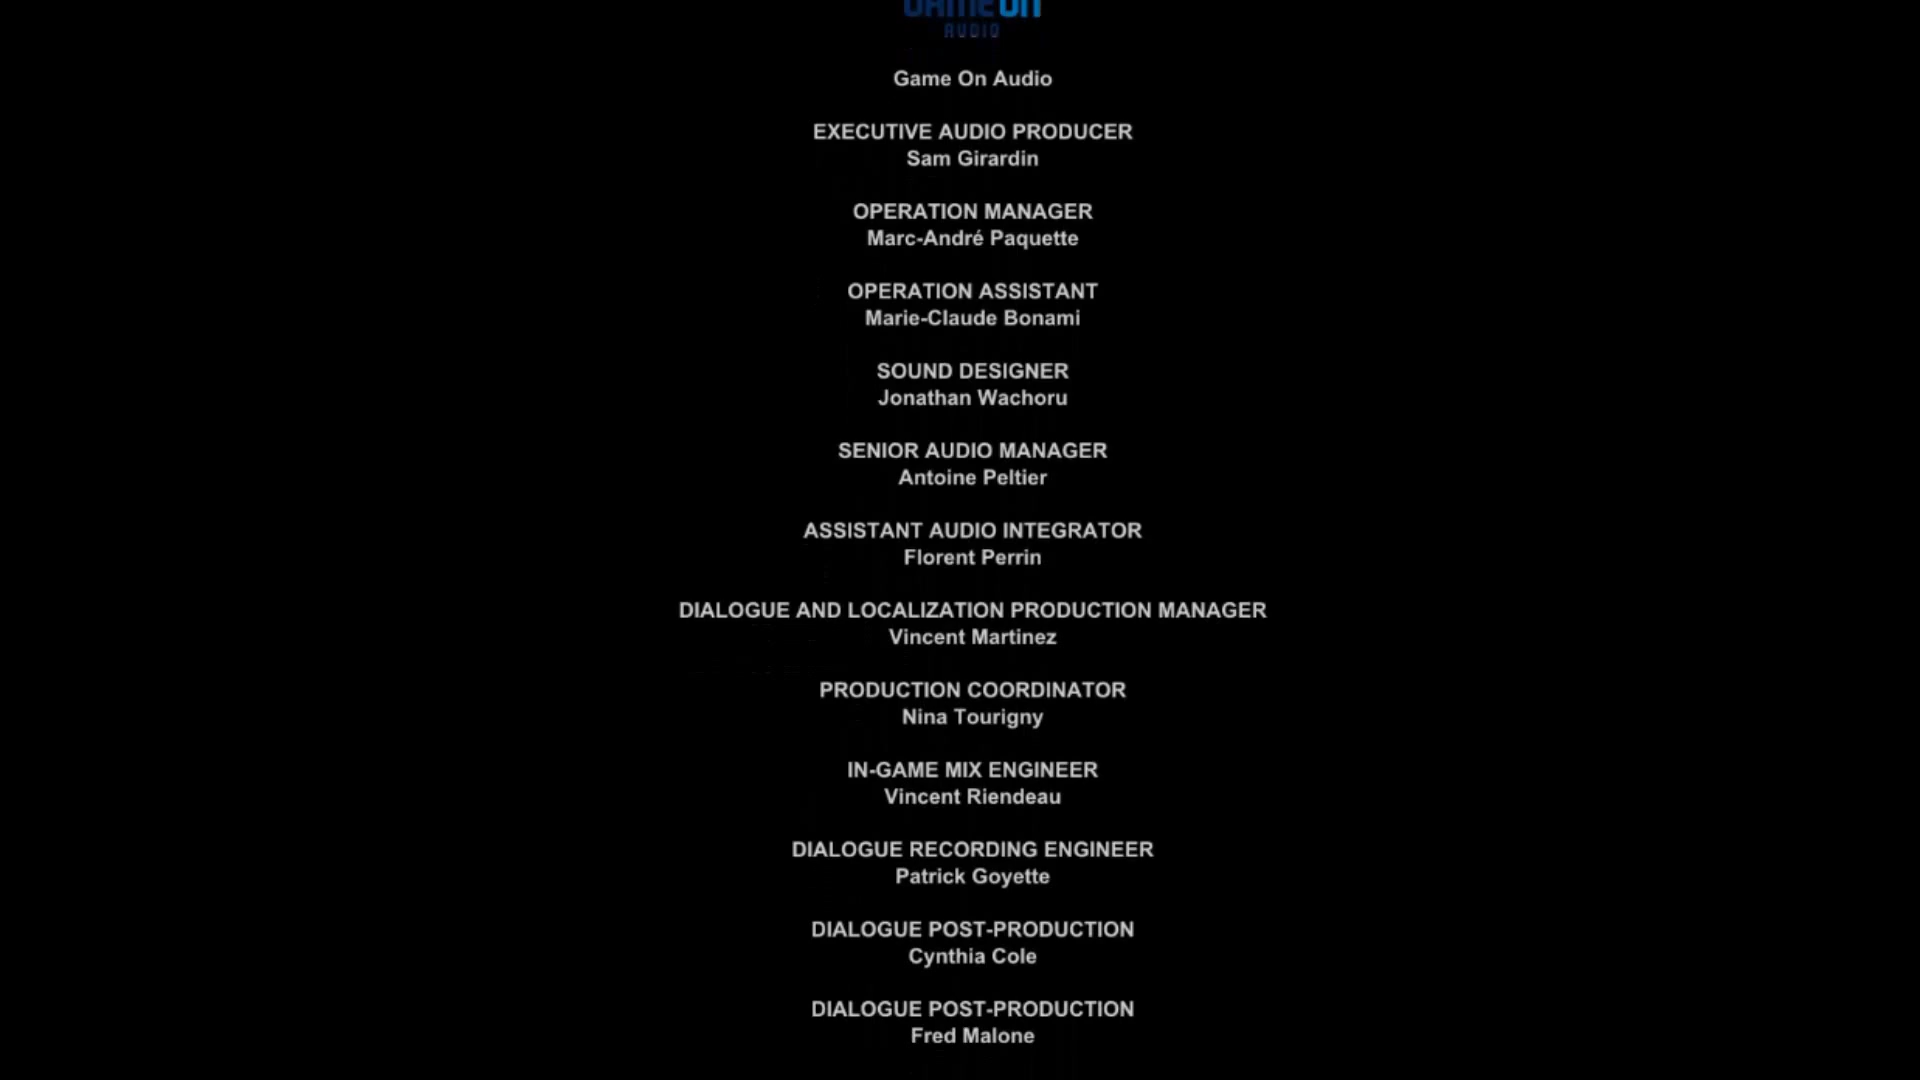 GAMEON
AUDIO
Game On Audio
EXECUTIVE AUDIO PRODUCER
Sam Girardin
OPERATION MANAGER
Marc-André Paquette
OPERATION ASSISTANT
Marie-Claude Bonami
SOUND DESIGNER
Jonathan Wachoru
SENIOR AUDIO MANAGER
Antoine Peltier
ASSISTANT AUDIO INTEGRATOR
Florent Perrin
DIALOGUE AND LOCALIZATION PRODUCTION MANAGER
Vincent Martinez
PRODUCTION COORDINATOR
Nina Tourigny
IN-GAME MIX ENGINEER
Vincent Riendeau
DIALOGUE RECORDING ENGINEER
Patrick Goyette
DIALOGUE POST-PRODUCTION
Cynthia Cole
DIALOGUE POST-PRODUCTION
Fred Malone